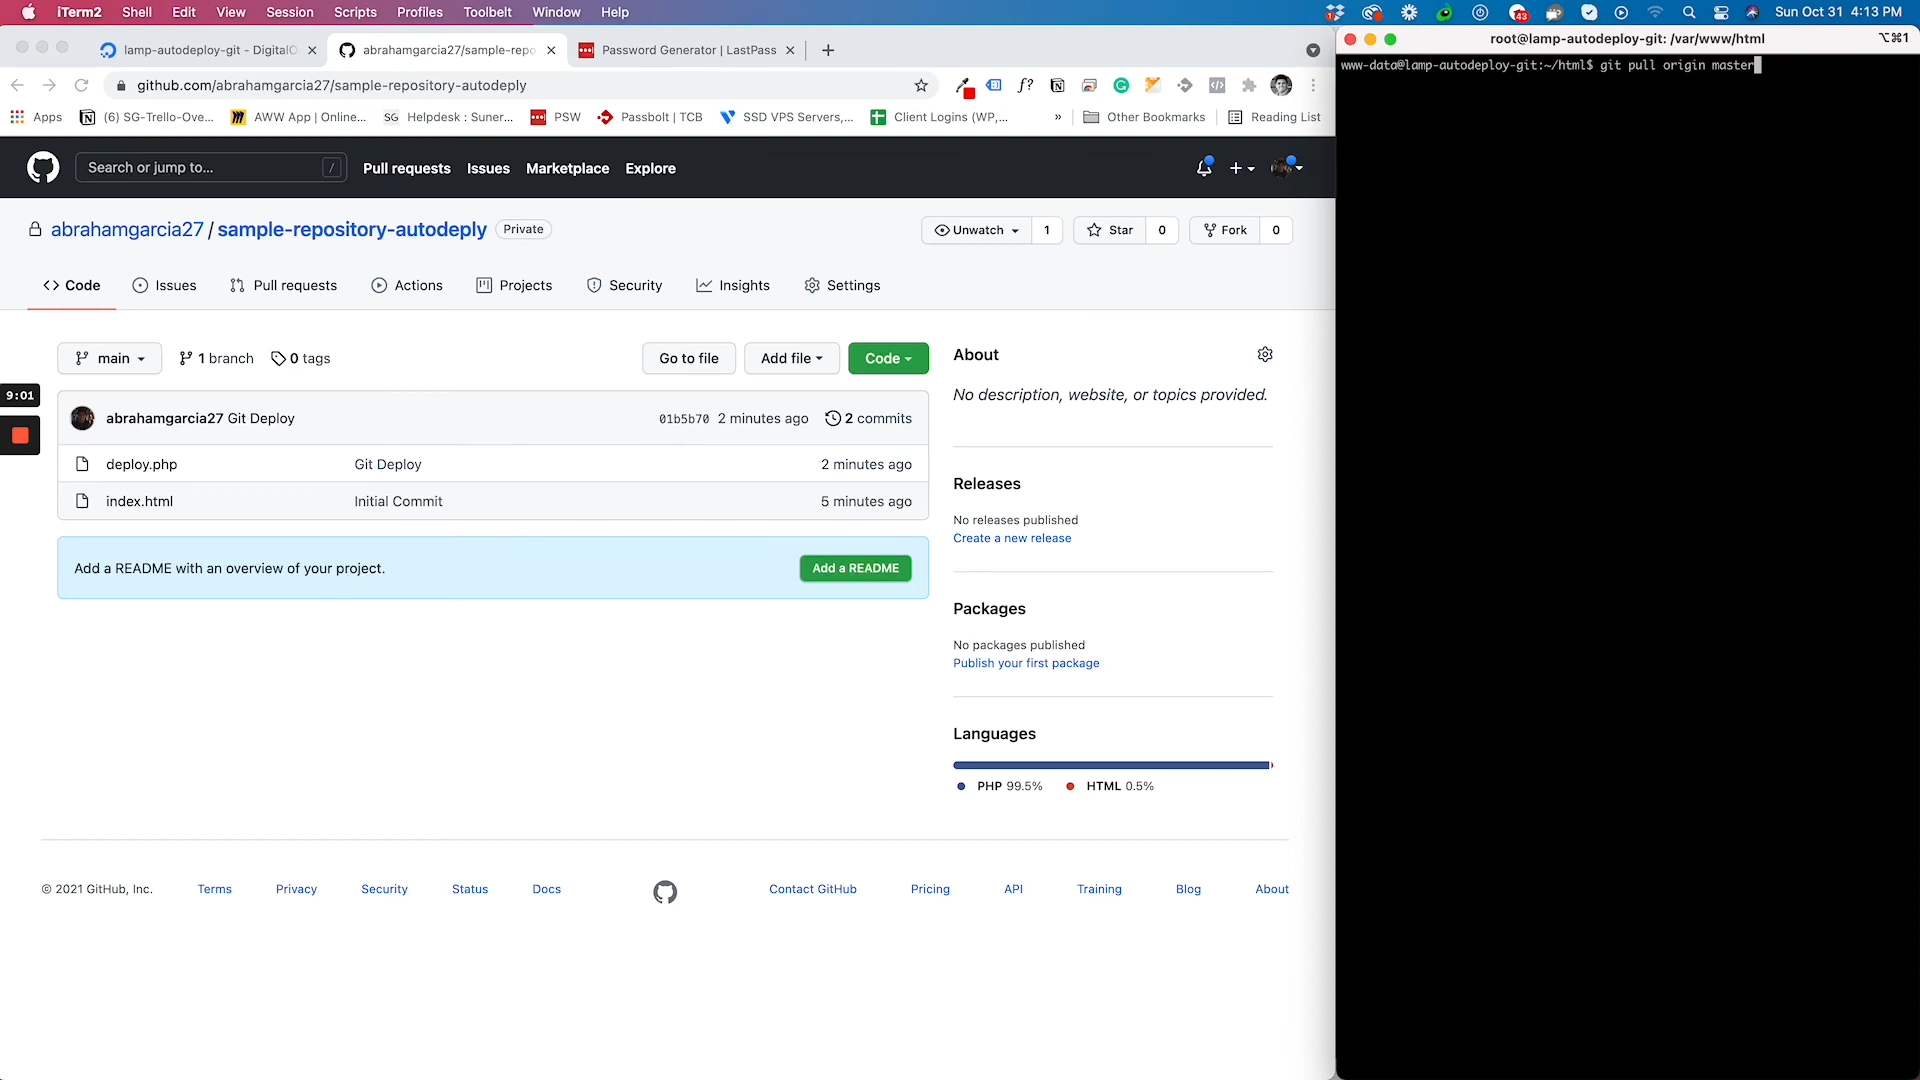 iTerm2 Shell Edit View Session Scripts Profiles Toolbelt Window Help
43
Sun Oct 31 4:13 PM
lamp-autodeploy-git - DigitalO
abrahamgarcia27/sample-repo
Password Generator | LastPass
root@lamp-autodeploy-git: /var/www/html
⌥⌘1
github.com/abrahamgarcia27/sample-repository-autodeply
f?
www-data@lamp-autodeploy-git:~/html$ git pull origin master
Apps
(6) SG-Trello-Ove...
AWW App | Online...
SG Helpdesk : Suner...
PSW
Passbolt | TCB
SSD VPS Servers,...
Client Logins (WP,...
»
Other Bookmarks
Reading List
Search or jump to...
/
Pull requests Issues Marketplace Explore
abrahamgarcia27 / sample-repository-autodeply Private
Unwatch 1
Star 0
Fork 0
Code
Issues
Pull requests
Actions
Projects
Security
Insights
Settings
main
1 branch
0 tags
Go to file
Add file
Code
9:01
abrahamgarcia27 Git Deploy
01b5b70 2 minutes ago
2 commits
deploy.php Git Deploy 2 minutes ago
index.html Initial Commit 5 minutes ago
Add a README with an overview of your project.
Add a README
About
No description, website, or topics provided.
Releases
No releases published
Create a new release
Packages
No packages published
Publish your first package
Languages
PHP 99.5% HTML 0.5%
© 2021 GitHub, Inc. Terms Privacy Security Status Docs Contact GitHub Pricing API Training Blog About